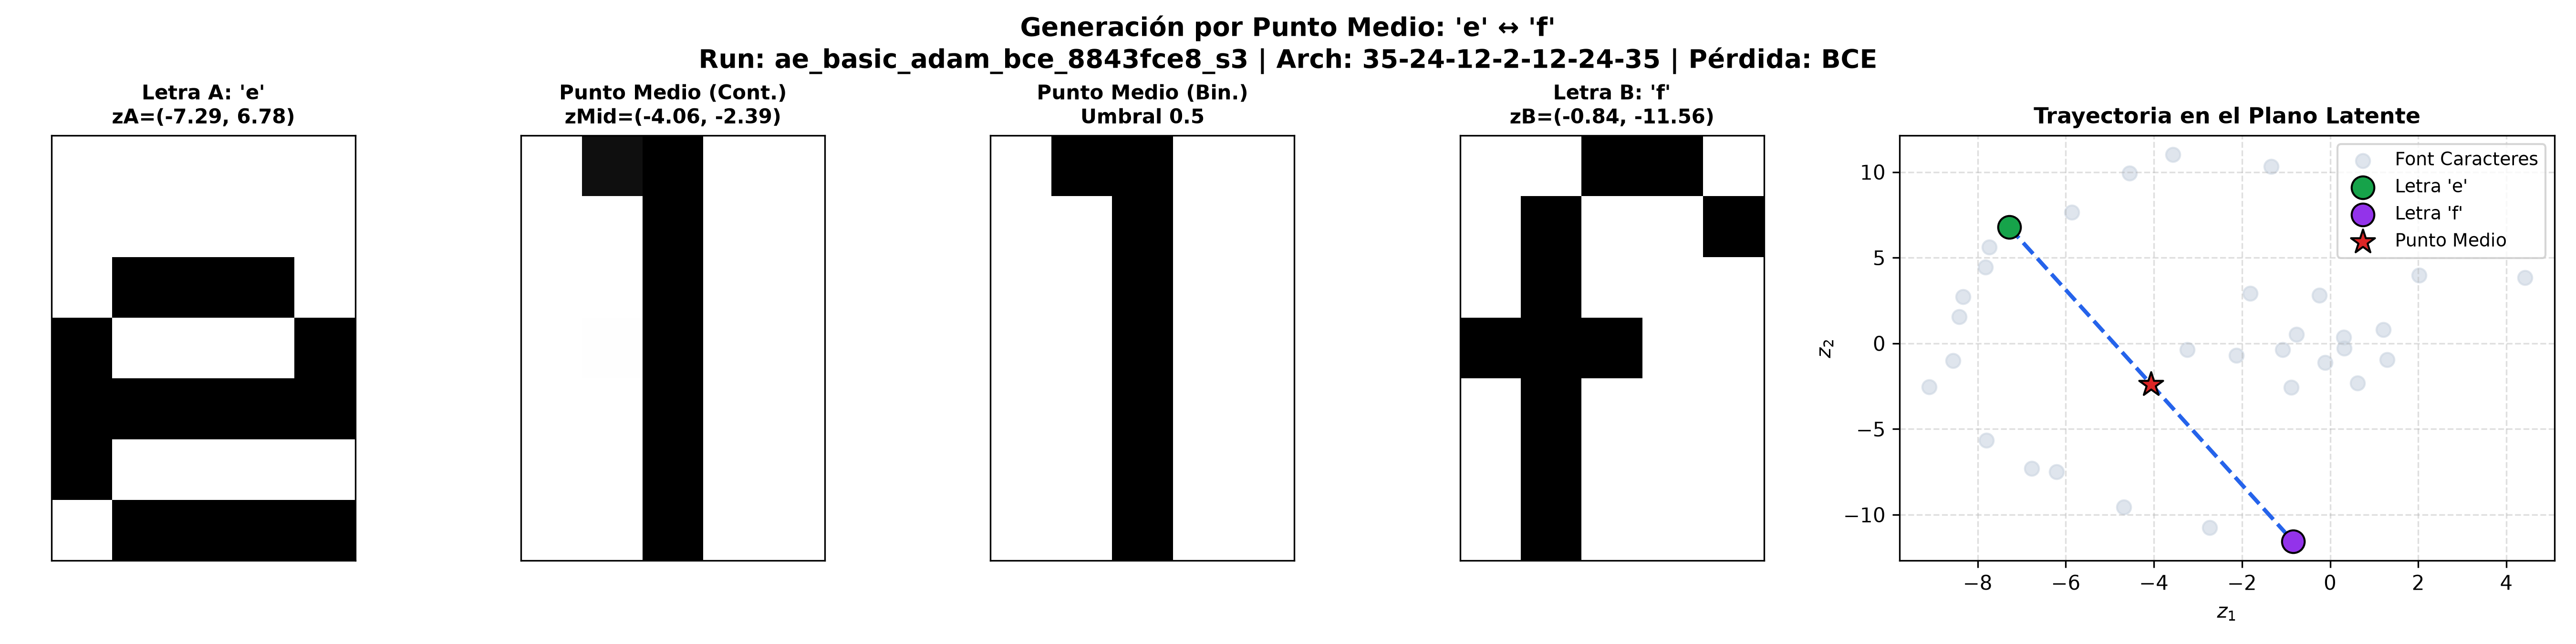 Generación por Punto Medio: 'e' ↔ 'f'
Run: ae_basic_adam_bce_8843fce8_s3 | Arch: 35-24-12-2-12-24-35 | Pérdida: BCE
Letra A: 'e'
zA=(-7.29, 6.78)
Punto Medio (Cont.)
zMid=(-4.06, -2.39)
Punto Medio (Bin.)
Umbral 0.5
Letra B: 'f'
zB=(-0.84, -11.56)
Trayectoria en el Plano Latente
Font Caracteres
Letra 'e'
Letra 'f'
Punto Medio
10
5
0
−5
−10
z₂
−8 −6 −4 −2 0 2 4
z₁